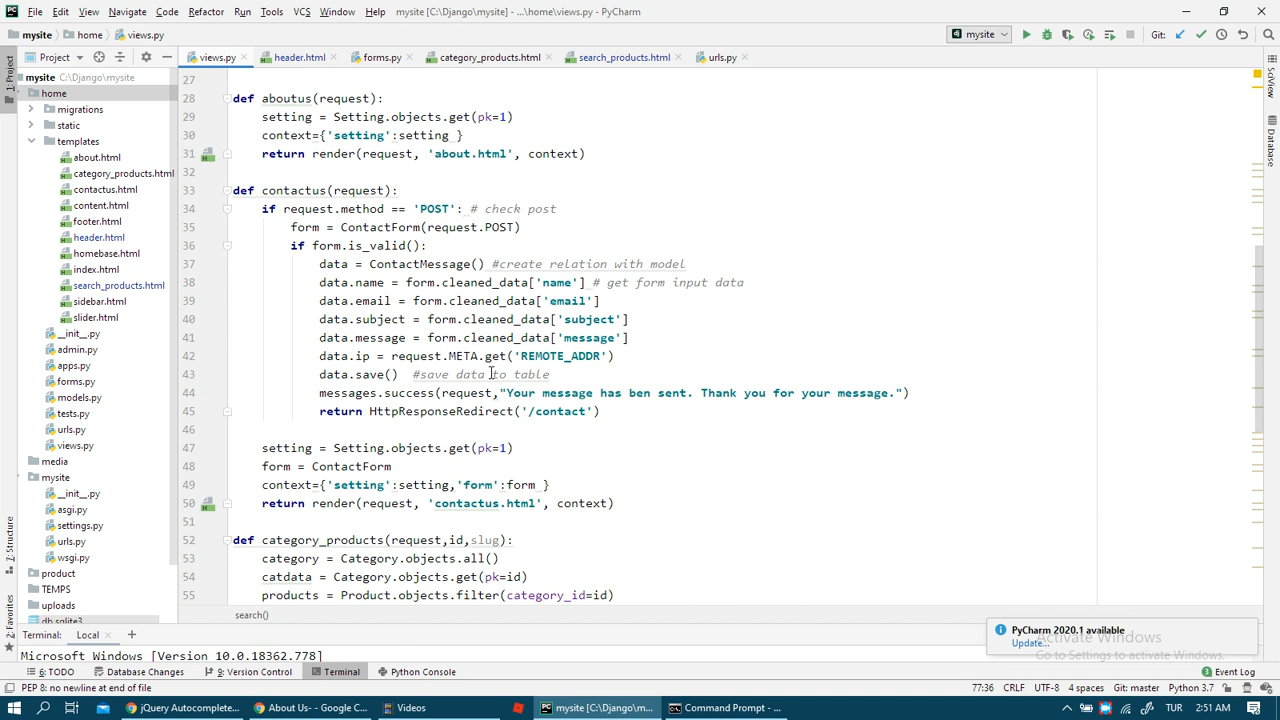 File Edit View Navigate Code Refactor Run Tools VCS Window Help mysite [C:\Django\mysite] - ...\home\views.py - PyCharm
mysite home views.py mysite Git:
Project views.py header.html forms.py category_products.html search_products.html urls.py
1: Project
7: Structure
2: Favorites
SciView
Database
mysite C:\Django\mysite
home
migrations
static
templates
about.html
category_products.html
contactus.html
content.html
footer.html
header.html
homebase.html
index.html
search_products.html
sidebar.html
slider.html
__init__.py
admin.py
apps.py
forms.py
models.py
tests.py
urls.py
views.py
media
mysite
__init__.py
asgi.py
settings.py
urls.py
wsgi.py
product
TEMPS
uploads
db.sqlite3
27
28 def aboutus(request):
29 setting = Setting.objects.get(pk=1)
30 context={'setting':setting }
31 return render(request, 'about.html', context)
32
33 def contactus(request):
34 if request.method == 'POST': # check post
35 form = ContactForm(request.POST)
36 if form.is_valid():
37 data = ContactMessage() #create relation with model
38 data.name = form.cleaned_data['name'] # get form input data
39 data.email = form.cleaned_data['email']
40 data.subject = form.cleaned_data['subject']
41 data.message = form.cleaned_data['message']
42 data.ip = request.META.get('REMOTE_ADDR')
43 data.save() #save data to table
44 messages.success(request,"Your message has ben sent. Thank you for your message.")
45 return HttpResponseRedirect('/contact')
46
47 setting = Setting.objects.get(pk=1)
48 form = ContactForm
49 context={'setting':setting,'form':form }
50 return render(request, 'contactus.html', context)
51
52 def category_products(request,id,slug):
53 category = Category.objects.all()
54 catdata = Category.objects.get(pk=id)
55 products = Product.objects.filter(category_id=id)
search()
Terminal: Local +
Microsoft Windows [Version 10.0.18362.778]
PyCharm 2020.1 available
Update...
Activate Windows
Go to Settings to activate Windows.
6: TODO Database Changes 9: Version Control Terminal Python Console Event Log
PEP 8: no newline at end of file 77:36 CRLF UTF-8 4 spaces Git: master Python 3.7
jQuery Autocomplete... About Us- - Google C... Videos mysite [C:\Django\m... Command Prompt - ... TUR 2:51 AM